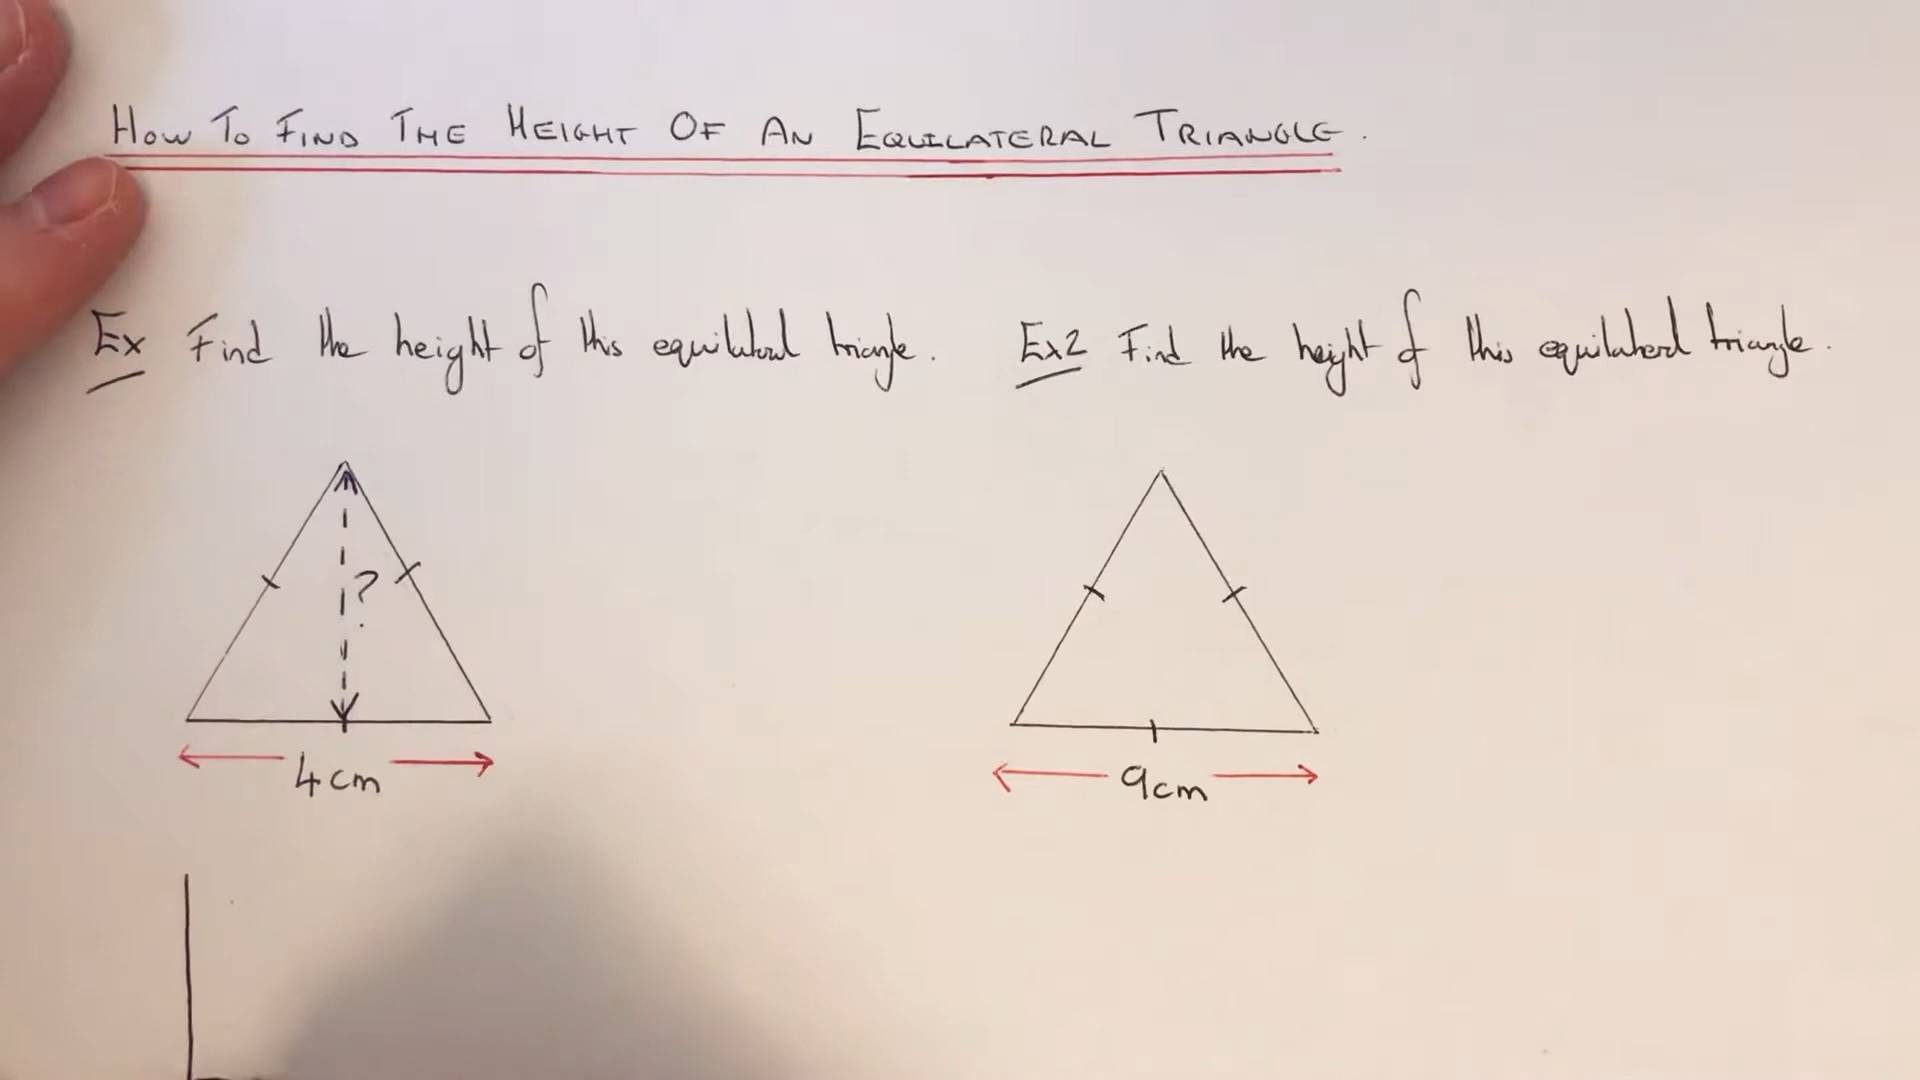 HOW TO FIND THE HEIGHT OF AN EQUILATERAL TRIANGLE.
Ex Find the height of this equilateral triangle.
Ex2 Find the height of this equilateral triangle.
?
4cm
9cm